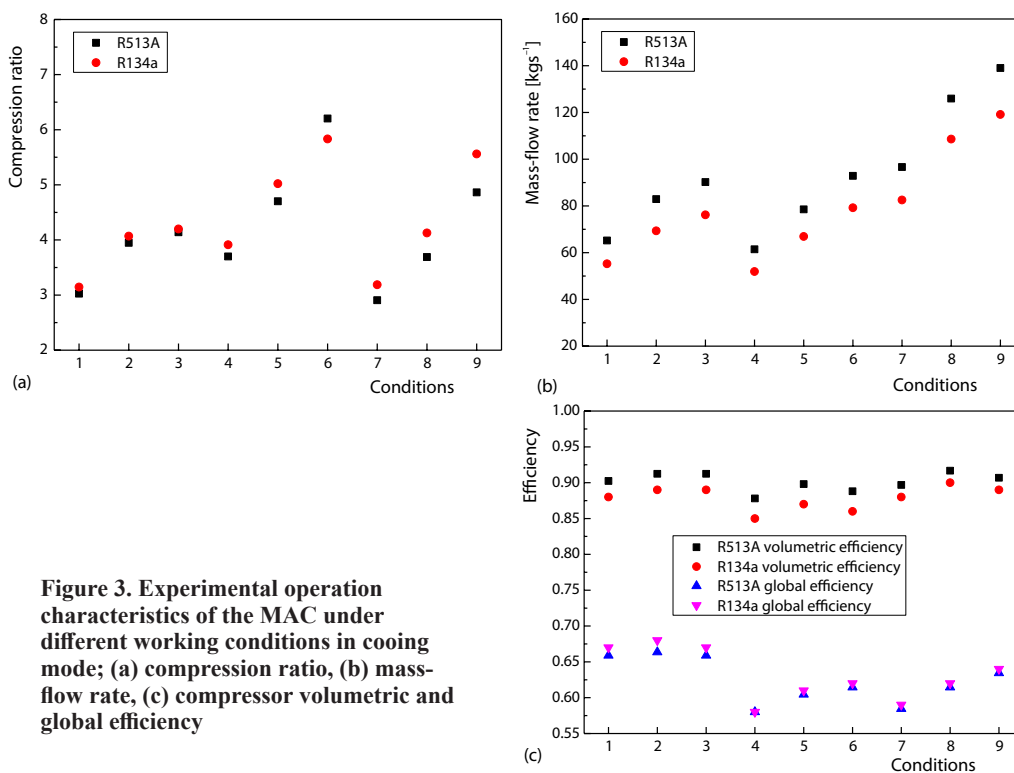 8
7
6
5
4
3
2
Compression ratio
R513A
R134a
1 2 3 4 5 6 7 8 9
Conditions
(a)
160
140
120
100
80
60
40
20
Mass-flow rate [kgs⁻¹]
R513A
R134a
1 2 3 4 5 6 7 8 9
Conditions
(b)
1.00
0.95
0.90
0.85
0.80
0.75
0.70
0.65
0.60
0.55
Efficiency
R513A volumetric efficiency
R134a volumetric efficiency
R513A global efficiency
R134a global efficiency
1 2 3 4 5 6 7 8 9
Conditions
(c)
Figure 3. Experimental operation
characteristics of the MAC under
different working conditions in cooing
mode; (a) compression ratio, (b) mass-
flow rate, (c) compressor volumetric and
global efficiency